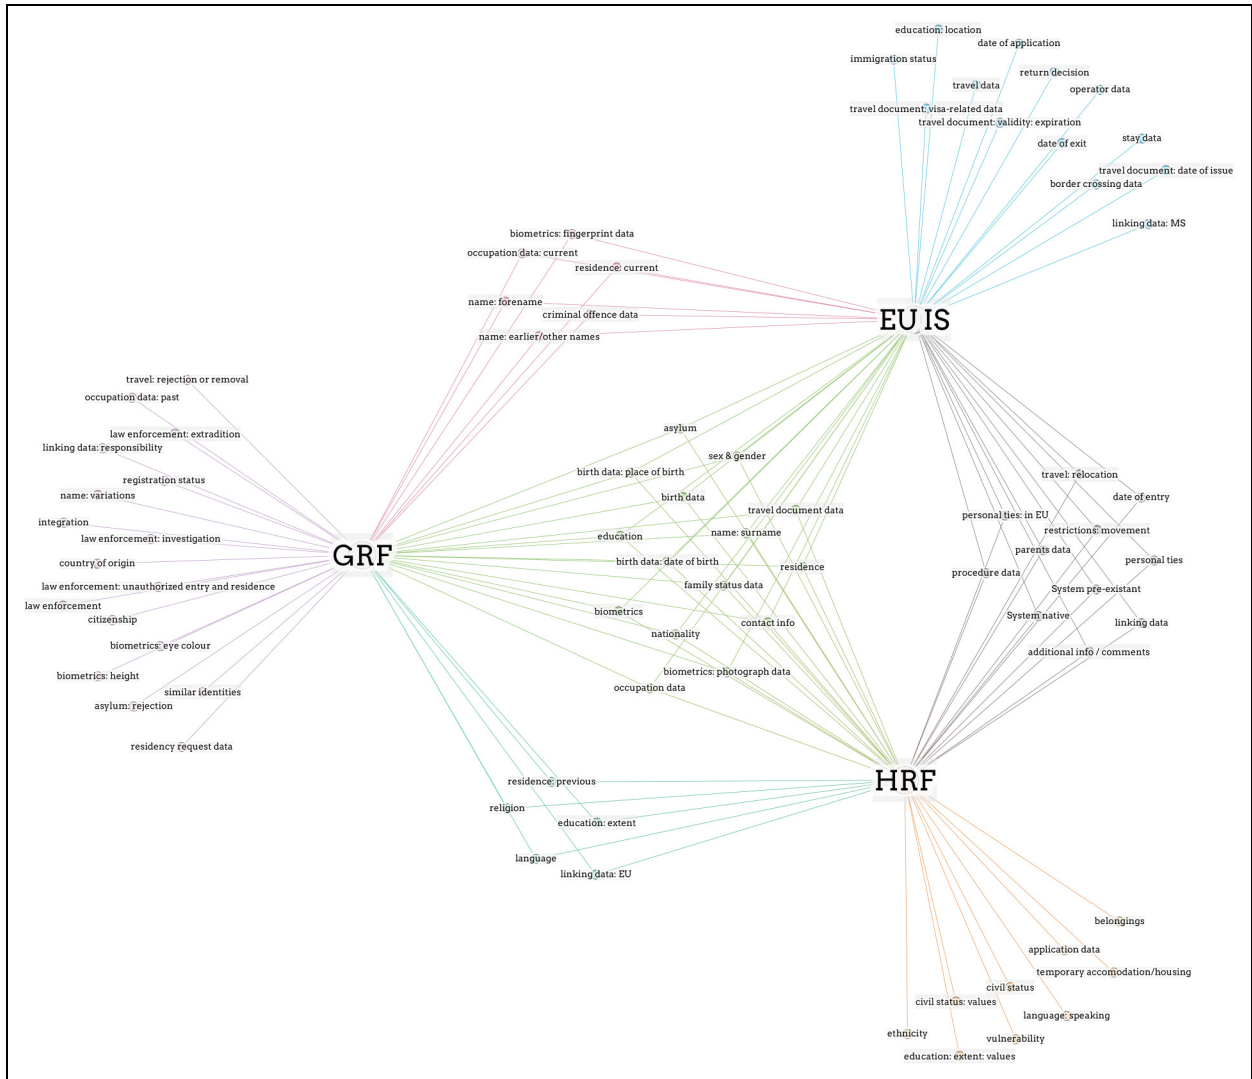 education: location
date of application
immigration status
return decision
travel data
operator data
travel document: visa-related data
travel document: validity: expiration
stay data
date of exit
travel document: date of issue
border crossing data
linking data: MS
biometrics: fingerprint data
occupation data: current
residence: current
name: forename
criminal offence data
name: earlier/other names
EU IS
travel: rejection or removal
occupation data: past
law enforcement: extradition
linking data: responsibility
registration status
name: variations
integration
law enforcement: investigation
country of origin
law enforcement: unauthorized entry and residence
law enforcement
citizenship
biometrics: eye colour
biometrics: height
similar identities
asylum: rejection
residency request data
GRF
asylum
sex & gender
birth data: place of birth
birth data
travel document data
education
name: surname
birth data: date of birth
residence
family status data
biometrics
contact info
nationality
biometrics: photograph data
occupation data
travel: relocation
date of entry
personal ties: in EU
restrictions: movement
parents data
personal ties
procedure data
System pre-existant
System native
linking data
additional info / comments
HRF
residence: previous
religion
education: extent
language
linking data: EU
belongings
application data
temporary accomodation/housing
civil status
civil status: values
language: speaking
ethnicity
vulnerability
education: extent: values